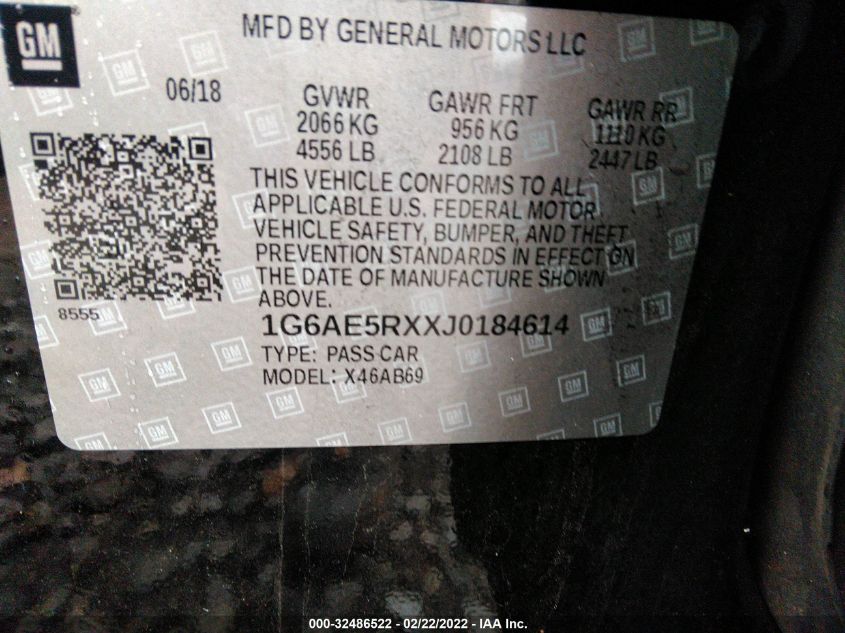 GM
MFD BY GENERAL MOTORS LLC
06/18
GVWR
2066 KG
4556 LB
GAWR FRT
956 KG
2108 LB
GAWR RR
1110 KG
2447 LB
THIS VEHICLE CONFORMS TO ALL
APPLICABLE U.S. FEDERAL MOTOR
VEHICLE SAFETY, BUMPER, AND THEFT
PREVENTION STANDARDS IN EFFECT ON
THE DATE OF MANUFACTURE SHOWN
ABOVE.
8555
1G6AE5RXXJ0184614
TYPE: PASS CAR
MODEL: X46AB69
000-32486522 - 02/22/2022 - IAA Inc.